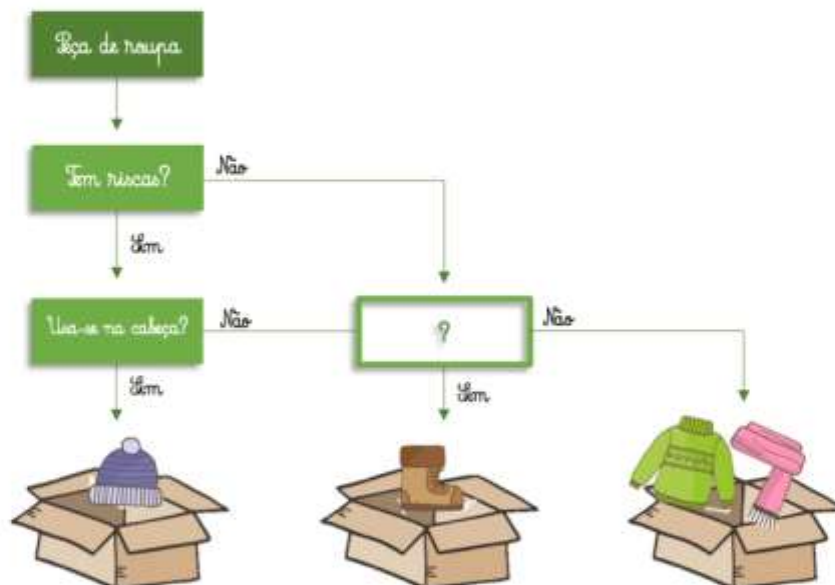 Peça de roupa
Tem riscas?
Não
Sim
Usa-se na cabeça?
Não
?
Não
Sim
Sim